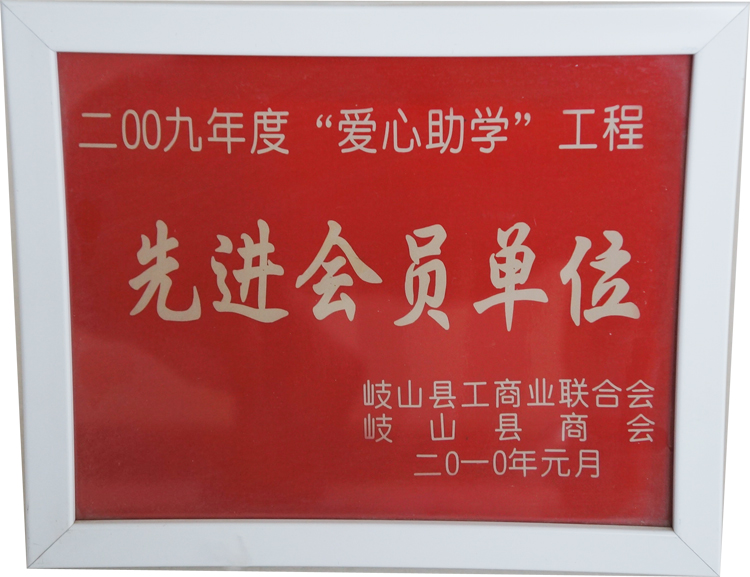 二00九年度“爱心助学”工程
先进会员单位
岐山县工商业联合会
岐山县商会
二0一0年元月